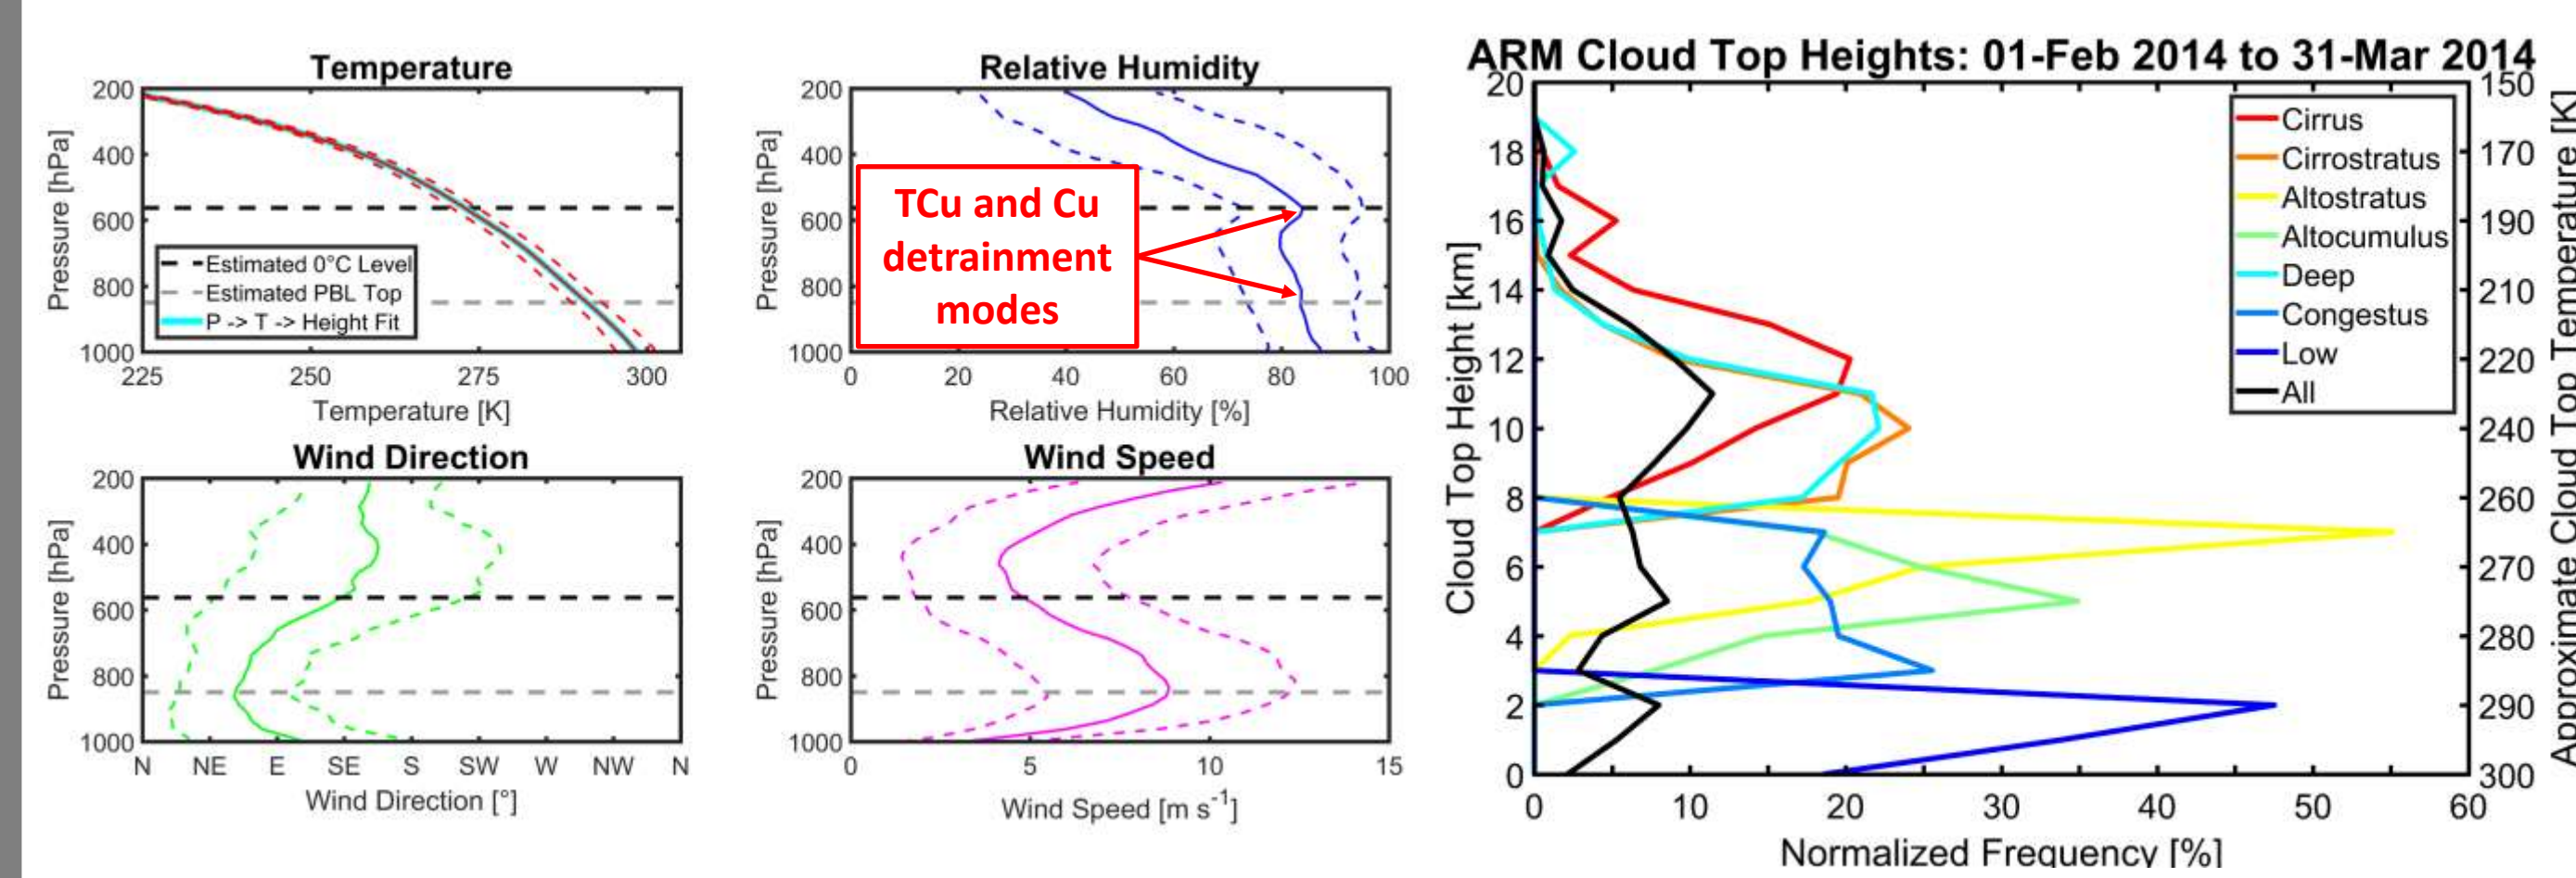 Temperature
200
400
600
800
1000
Pressure [hPa]
Estimated 0°C Level
Estimated PBL Top
P -> T -> Height Fit
225 250 275 300
Temperature [K]
Relative Humidity
200
400
600
800
1000
Pressure [hPa]
TCu and Cu
detrainment
modes
0 20 40 60 80 100
Relative Humidity [%]
Wind Direction
200
400
600
800
1000
Pressure [hPa]
N NE E SE S SW W NW N
Wind Direction [°]
Wind Speed
200
400
600
800
1000
Pressure [hPa]
0 5 10 15
Wind Speed [m s⁻¹]
ARM Cloud Top Heights: 01-Feb 2014 to 31-Mar 2014
20
18
16
14
12
10
8
6
4
2
0
Cloud Top Height [km]
Cirrus
Cirrostratus
Altostratus
Altocumulus
Deep
Congestus
Low
All
150
170
190
210
220
240
260
270
280
290
300
Approximate Cloud Top Temperature [K]
0 10 20 30 40 50 60
Normalized Frequency [%]